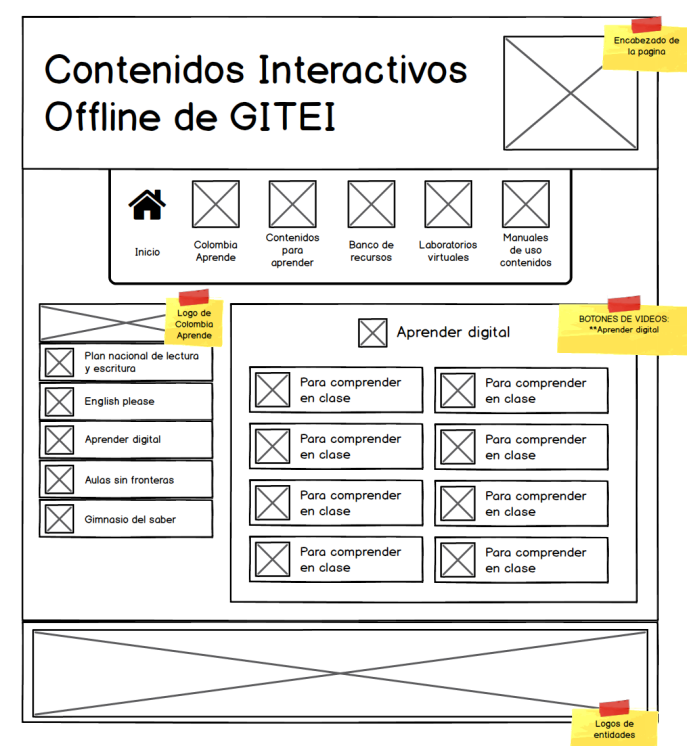 Contenidos Interactivos
Offline de GITEI
Encabezado de
la pagina
Inicio
Colombia
Aprende
Contenidos
para
aprender
Banco de
recursos
Laboratorios
virtuales
Manuales
de uso
contenidos
Logo de
Colombia
Aprende
Plan nacional de lectura
y escritura
English please
Aprender digital
Aulas sin fronteras
Gimnasio del saber
BOTONES DE VIDEOS:
**Aprender digital
Aprender digital
Para comprender
en clase
Para comprender
en clase
Para comprender
en clase
Para comprender
en clase
Para comprender
en clase
Para comprender
en clase
Para comprender
en clase
Para comprender
en clase
Logos de
entidades